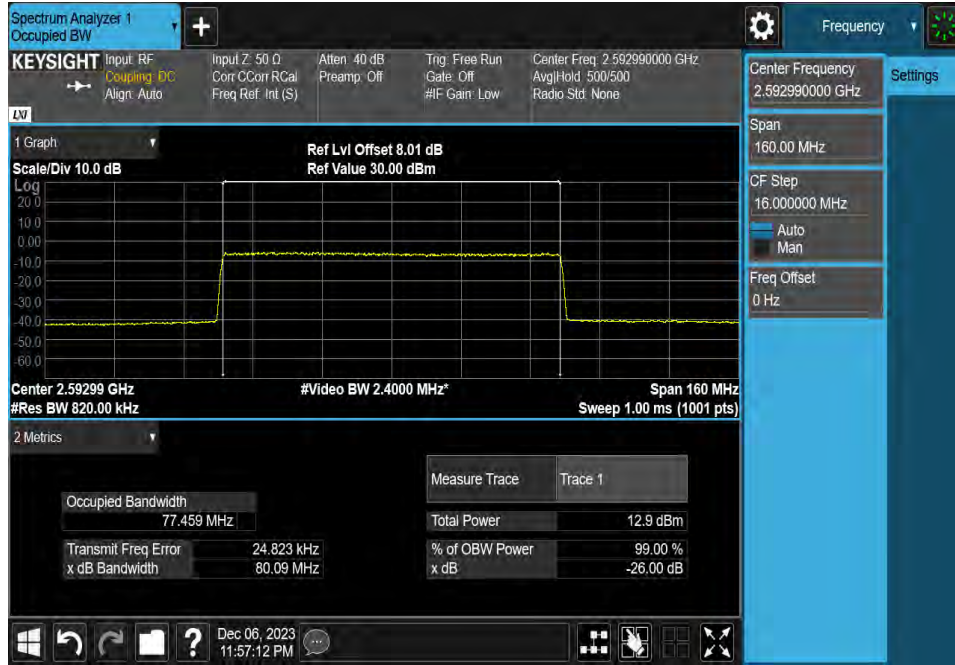 Spectrum Analyzer 1
Occupied BW
+
Frequency
KEYSIGHT
LXI
Input: RF
Coupling: DC
Align: Auto
Input Z: 50 Ω
Corr CCorr RCal
Freq Ref: Int (S)
Atten: 40 dB
Preamp: Off
Trig: Free Run
Gate: Off
#IF Gain: Low
Center Freq: 2.592990000 GHz
Avg|Hold: 500/500
Radio Std: None
Center Frequency
2.592990000 GHz
Settings
Span
160.00 MHz
CF Step
16.000000 MHz
Auto
Man
Freq Offset
0 Hz
1 Graph
Scale/Div 10.0 dB
Ref Lvl Offset 8.01 dB
Ref Value 30.00 dBm
Log
20.0
10.0
0.00
-10.0
-20.0
-30.0
-40.0
-50.0
-60.0
Center 2.59299 GHz
#Res BW 820.00 kHz
#Video BW 2.4000 MHz*
Span 160 MHz
Sweep 1.00 ms (1001 pts)
2 Metrics
Measure Trace Trace 1
Occupied Bandwidth
77.459 MHz
Total Power 12.9 dBm
Transmit Freq Error 24.823 kHz
% of OBW Power 99.00 %
x dB Bandwidth 80.09 MHz
x dB -26.00 dB
?
Dec 06, 2023
11:57:12 PM